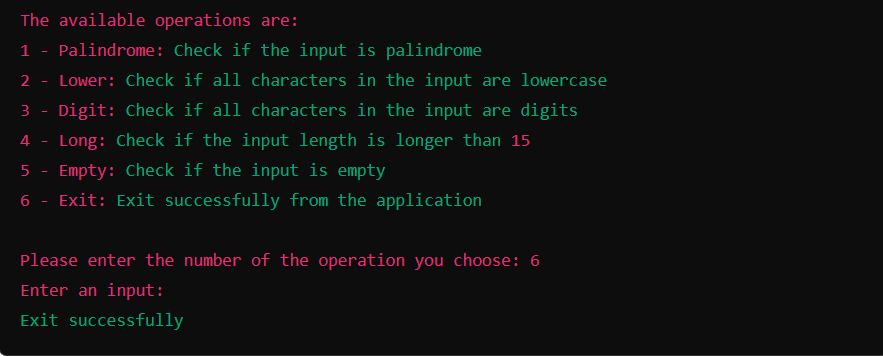 The available operations are:
1 - Palindrome: Check if the input is palindrome
2 - Lower: Check if all characters in the input are lowercase
3 - Digit: Check if all characters in the input are digits
4 - Long: Check if the input length is longer than 15
5 - Empty: Check if the input is empty
6 - Exit: Exit successfully from the application
Please enter the number of the operation you choose: 6
Enter an input:
Exit successfully